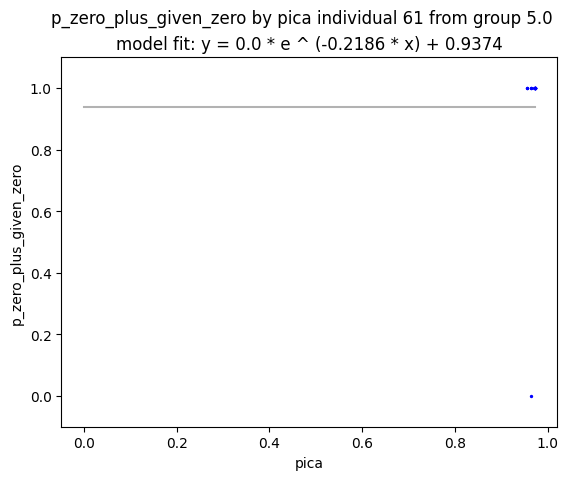 p_zero_plus_given_zero by pica individual 61 from group 5.0
model fit: y = 0.0 * e ^ (-0.2186 * x) + 0.9374
1.0
0.8
0.6
0.4
0.2
0.0
p_zero_plus_given_zero
0.0 0.2 0.4 0.6 0.8 1.0
pica